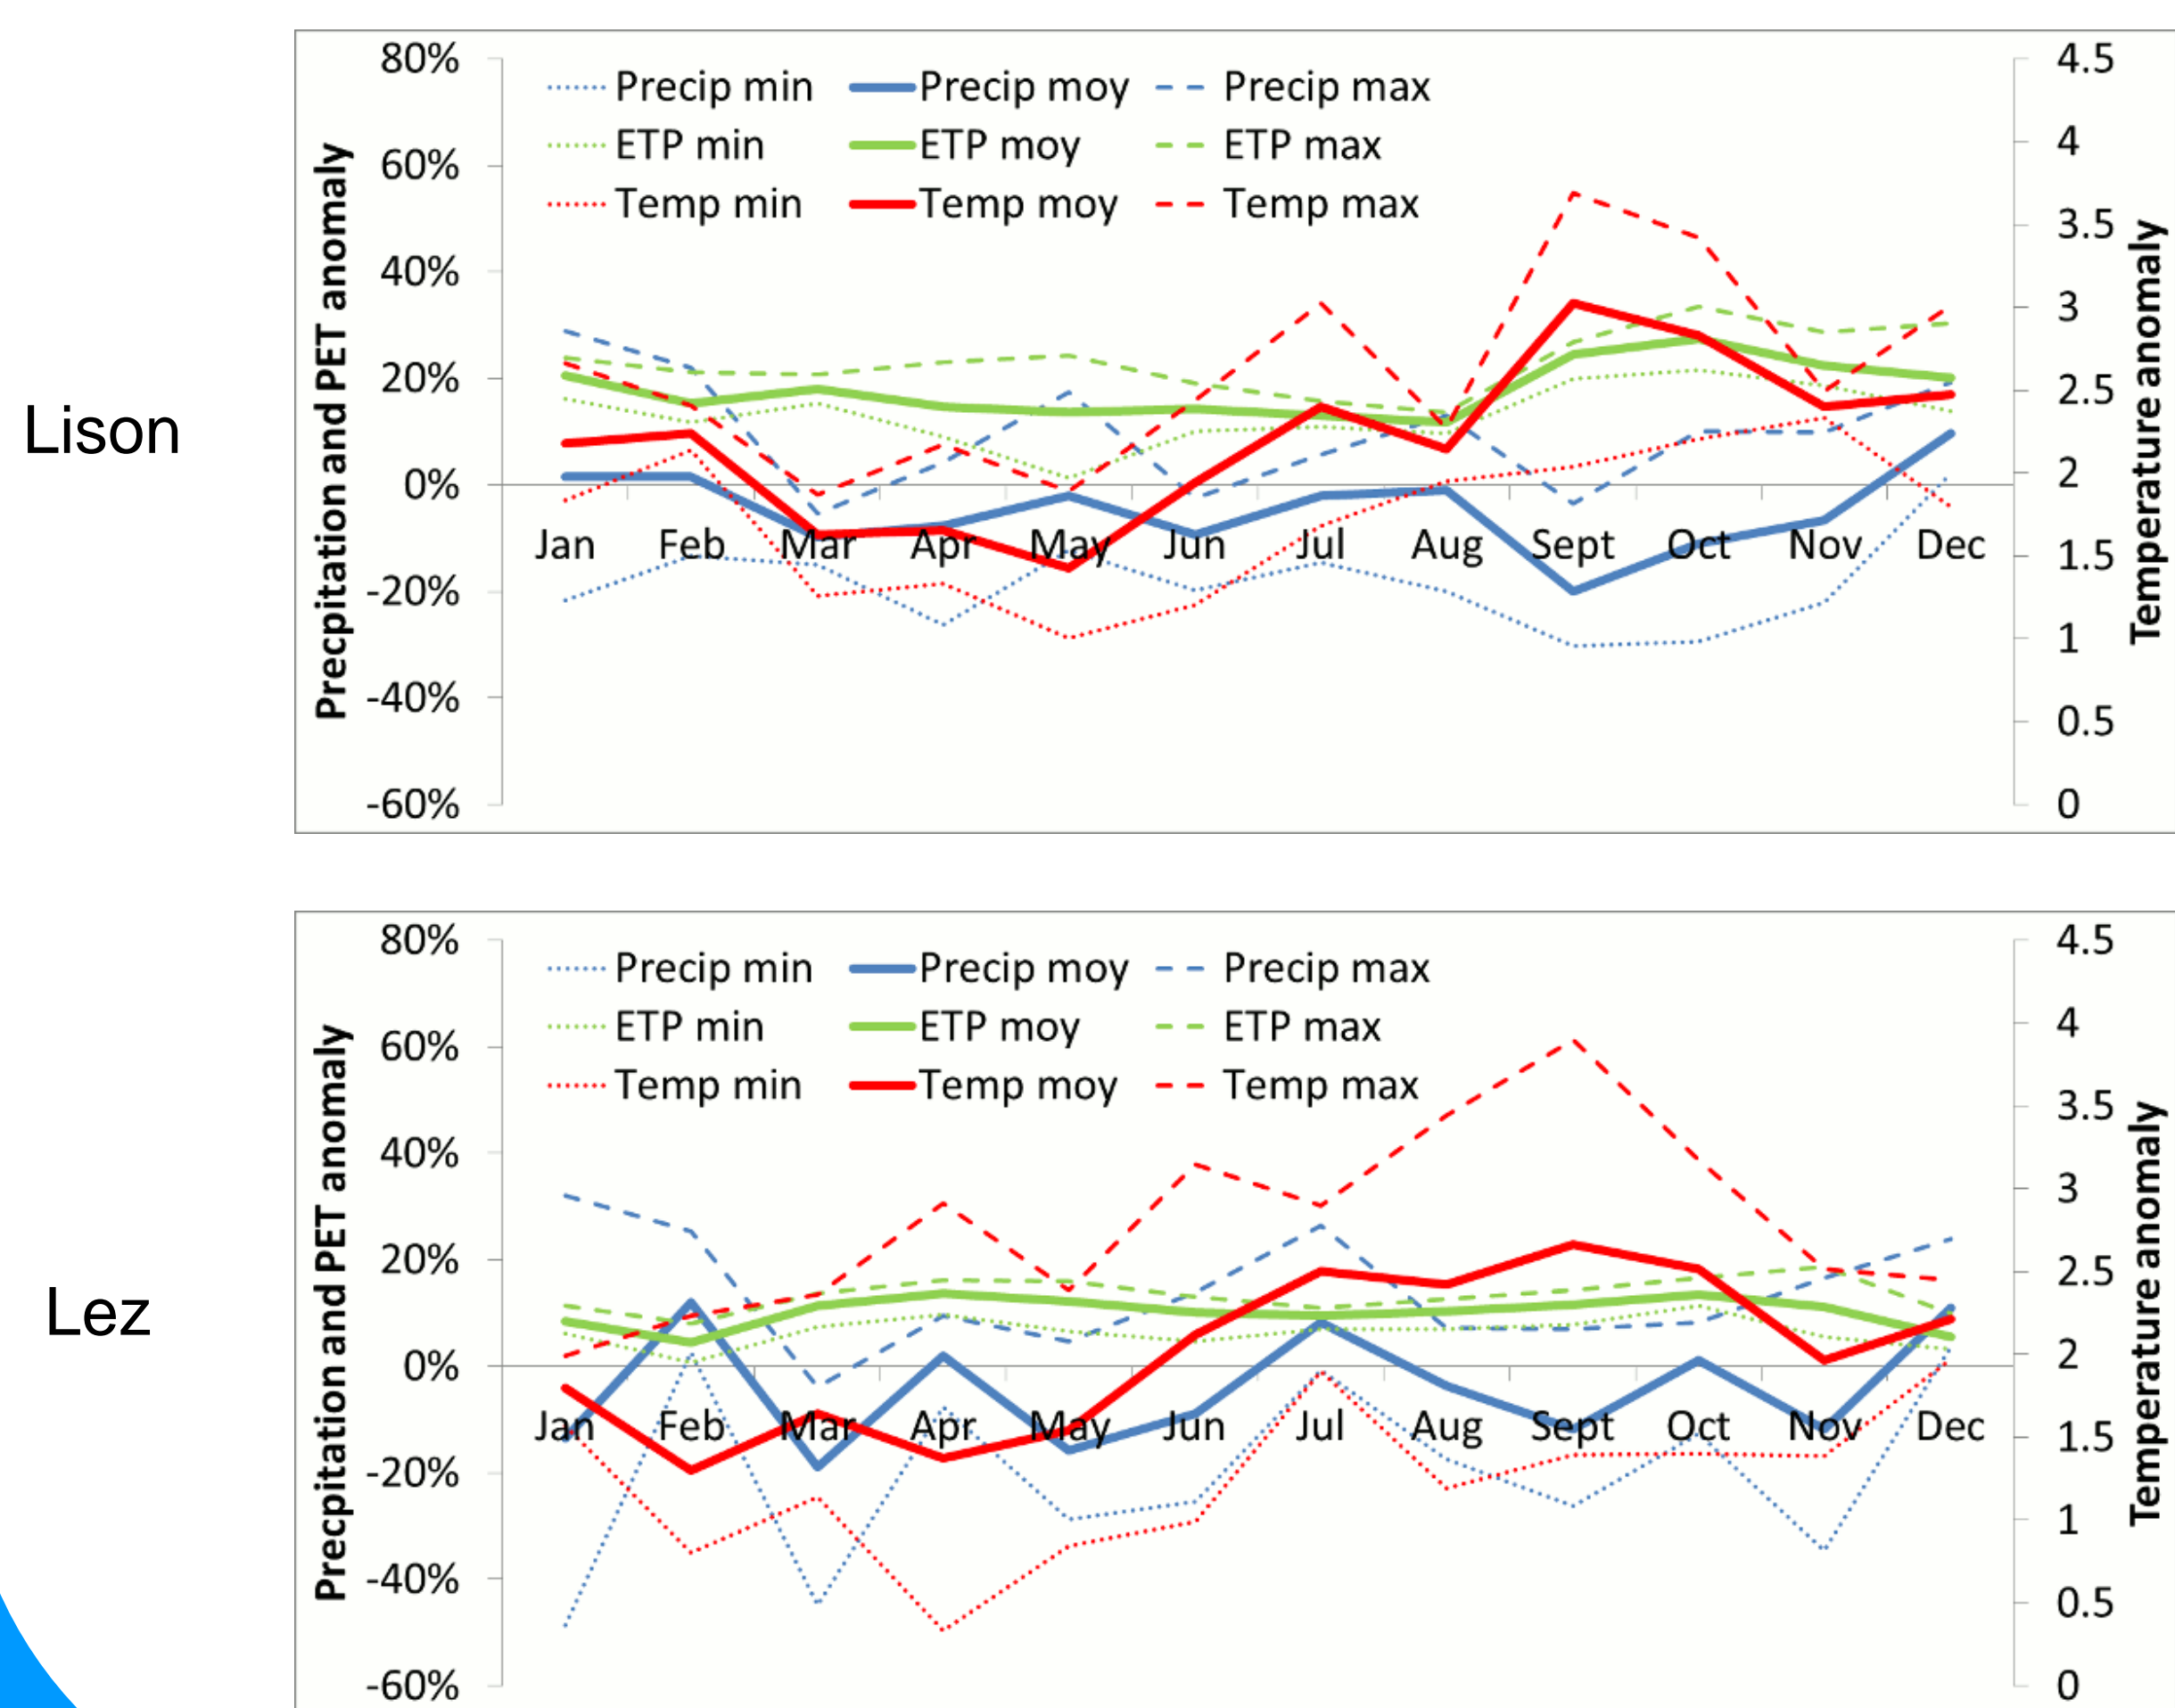 Lison
Precpitation and PET anomaly
80%
60%
40%
20%
0%
-20%
-40%
-60%
Precip min Precip moy Precip max
ETP min ETP moy ETP max
Temp min Temp moy Temp max
Jan Feb Mar Apr May Jun Jul Aug Sept Oct Nov Dec
4.5
4
3.5
3
2.5
2
1.5
1
0.5
0
Temperature anomaly
Lez
Precpitation and PET anomaly
80%
60%
40%
20%
0%
-20%
-40%
-60%
Precip min Precip moy Precip max
ETP min ETP moy ETP max
Temp min Temp moy Temp max
Jan Feb Mar Apr May Jun Jul Aug Sept Oct Nov Dec
4.5
4
3.5
3
2.5
2
1.5
1
0.5
0
Temperature anomaly